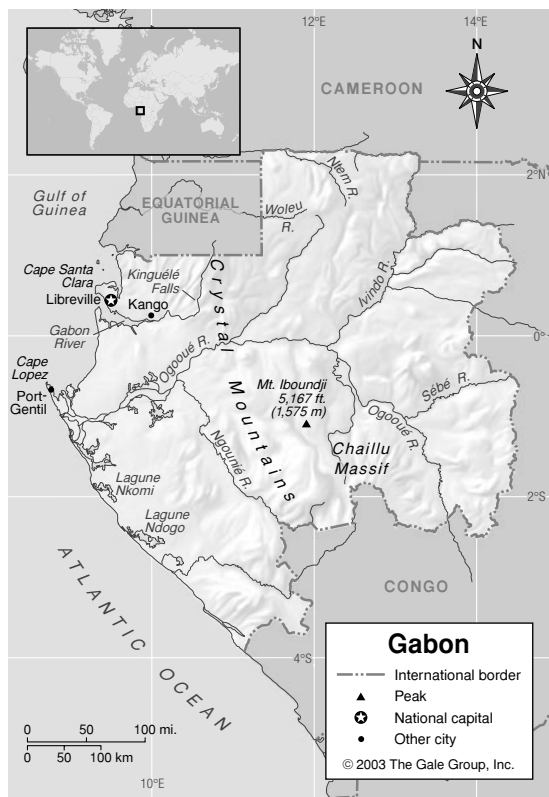 12°E
14°E
N
CAMEROON
2°N
Ntem R.
Gulf of
Guinea
EQUATORIAL
GUINEA
Woleu
R.
Cape Santa
Clara
Kinguélé
Falls
Libreville
Kango
Ivindo R.
Crystal Mountains
Gabon
River
0°
Ogooué R.
Cape
Lopez
Port-
Gentil
Mt. Iboundji
5,167 ft.
(1,575 m)
Sébé R.
Ogooué R.
Chaillu
Massif
Ngounié R.
Lagune
Nkomi
2°S
Lagune
Ndogo
ATLANTIC OCEAN
CONGO
4°S
Gabon
International border
Peak
National capital
Other city
© 2003 The Gale Group, Inc.
0 50 100 mi.
0 50 100 km
10°E